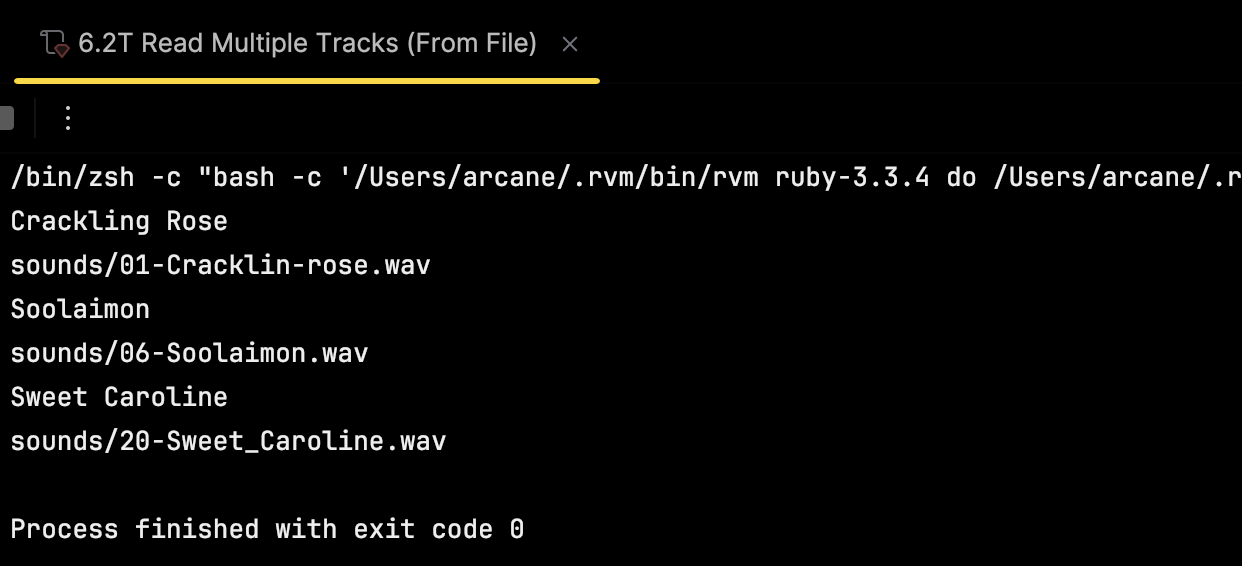 6.2T Read Multiple Tracks (From File)
/bin/zsh -c "bash -c '/Users/arcane/.rvm/bin/rvm ruby-3.3.4 do /Users/arcane/.r
Crackling Rose
sounds/01-Cracklin-rose.wav
Soolaimon
sounds/06-Soolaimon.wav
Sweet Caroline
sounds/20-Sweet_Caroline.wav
Process finished with exit code 0